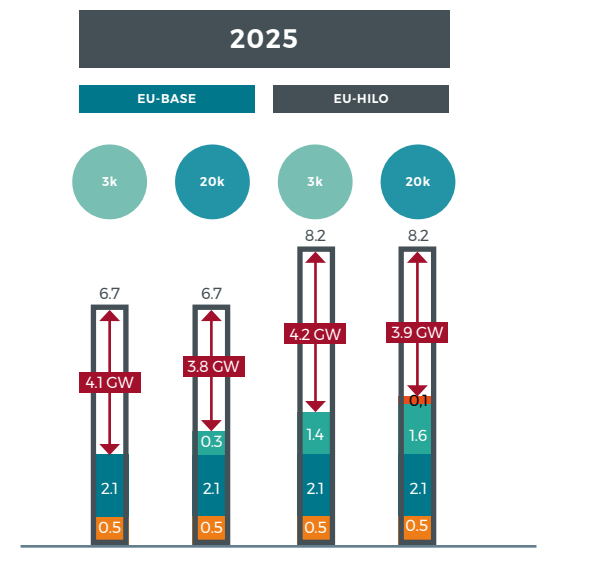 2025
EU-BASE EU-HILO
3k 20k 3k 20k
8.2 8.2
6.7 6.7
4.2 GW 3.9 GW
3.8 GW
4.1 GW
0,1
0.3 1.4 1.6
2.1 2.1 2.1 2.1
0.5 0.5 0.5 0.5